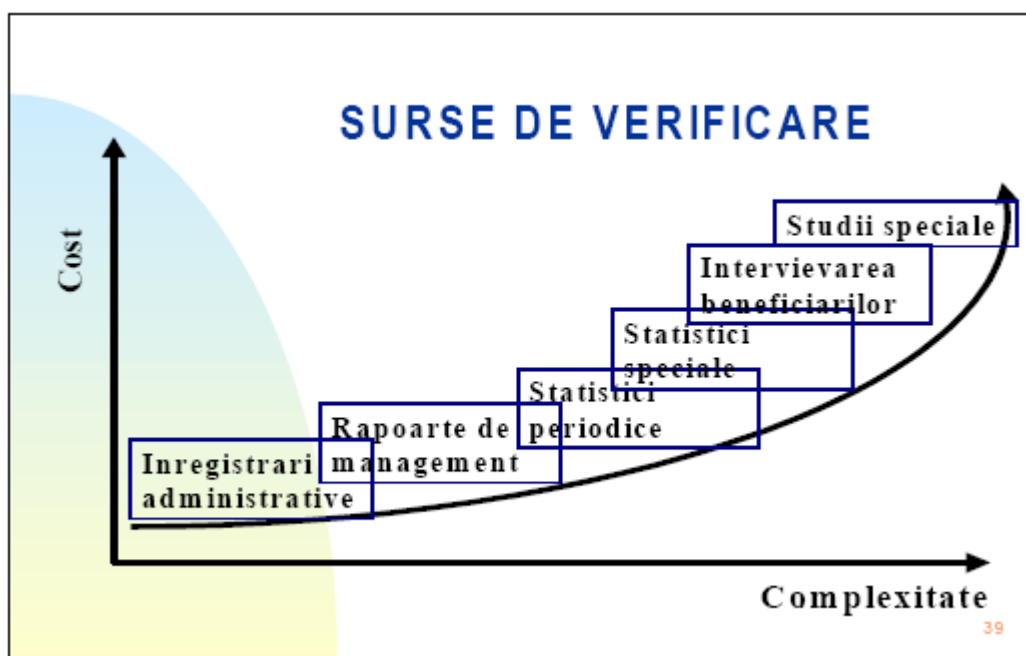 SURSE DE VERIFICARE
Cost
Studii speciale
Intervievarea
beneficiarilor
Statistici
speciale
Statistici
periodice
Rapoarte de
management
Inregistrari
administrative
Complexitate
39